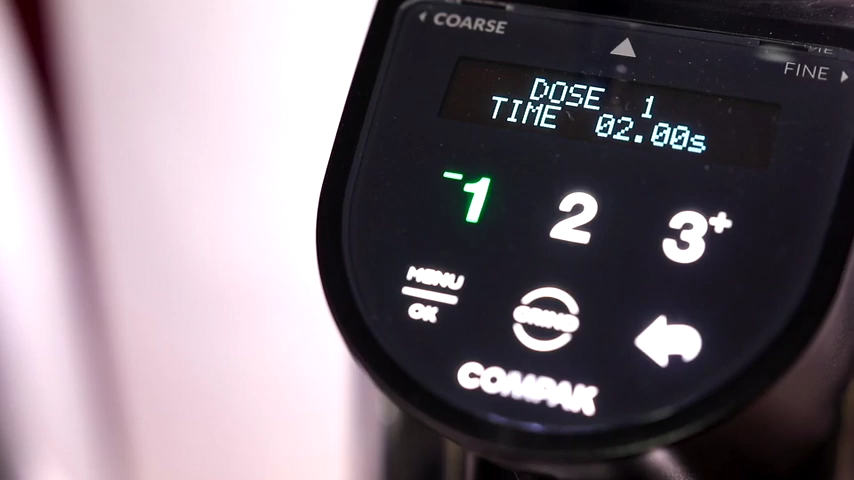 COARSE
FINE
DOSE 1
TIME 02.00s
-1 2 3+
MENU
OK
GRIND
COMPAK